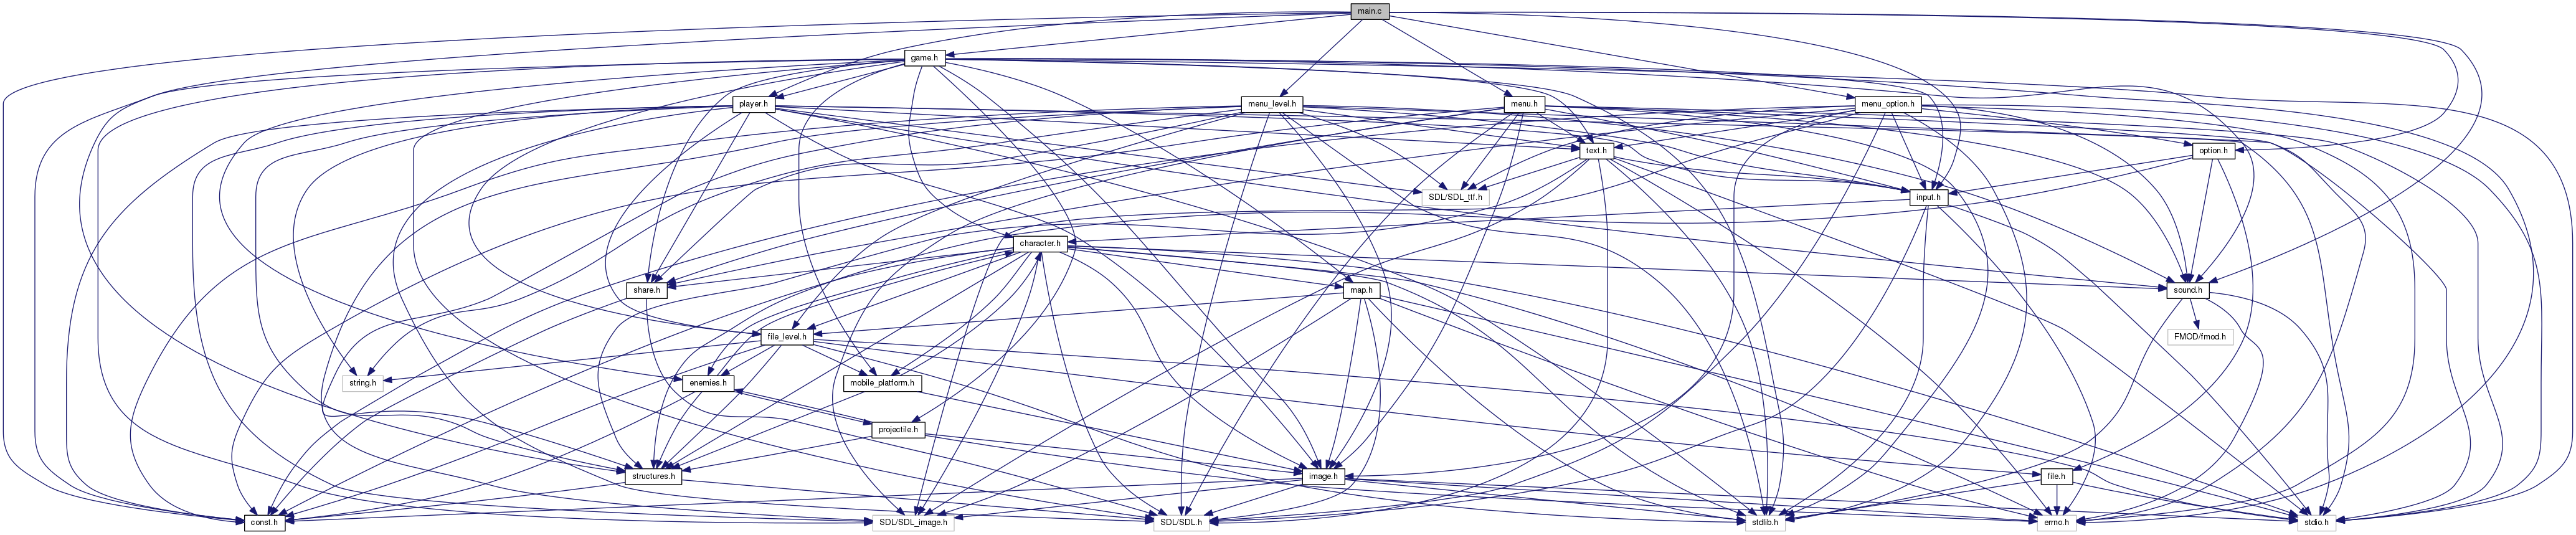 main.c
game.h
player.h
menu_level.h
menu.h
menu_option.h
text.h
option.h
SDL/SDL_ttf.h
input.h
character.h
share.h
map.h
sound.h
file_level.h
FMOD/fmod.h
string.h
enemies.h
mobile_platform.h
projectile.h
structures.h
image.h
file.h
const.h
SDL/SDL_image.h
SDL/SDL.h
stdlib.h
errno.h
stdio.h